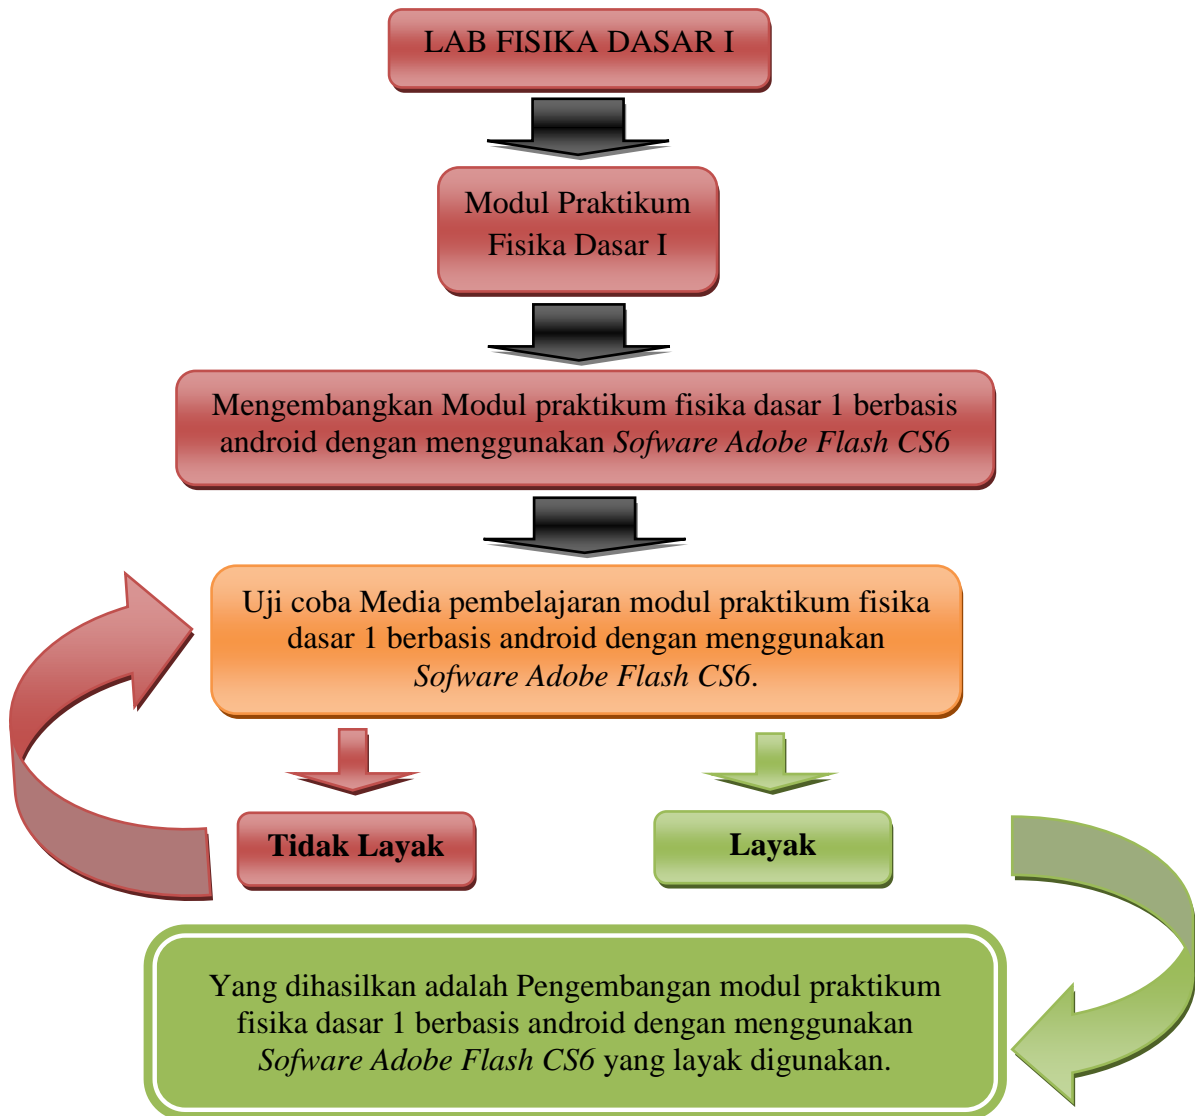 LAB FISIKA DASAR I
Modul Praktikum
Fisika Dasar I
Mengembangkan Modul praktikum fisika dasar 1 berbasis
android dengan menggunakan Sofware Adobe Flash CS6
Uji coba Media pembelajaran modul praktikum fisika
dasar 1 berbasis android dengan menggunakan
Sofware Adobe Flash CS6.
Tidak Layak
Layak
Yang dihasilkan adalah Pengembangan modul praktikum
fisika dasar 1 berbasis android dengan menggunakan
Sofware Adobe Flash CS6 yang layak digunakan.